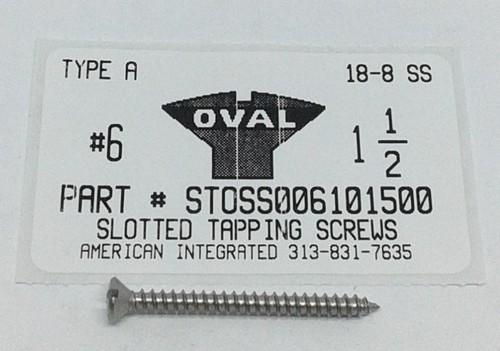 TYPE A 18-8 SS
OVAL
#6 1 1/2
PART # STOSS006101500
SLOTTED TAPPING SCREWS
AMERICAN INTEGRATED 313-831-7635